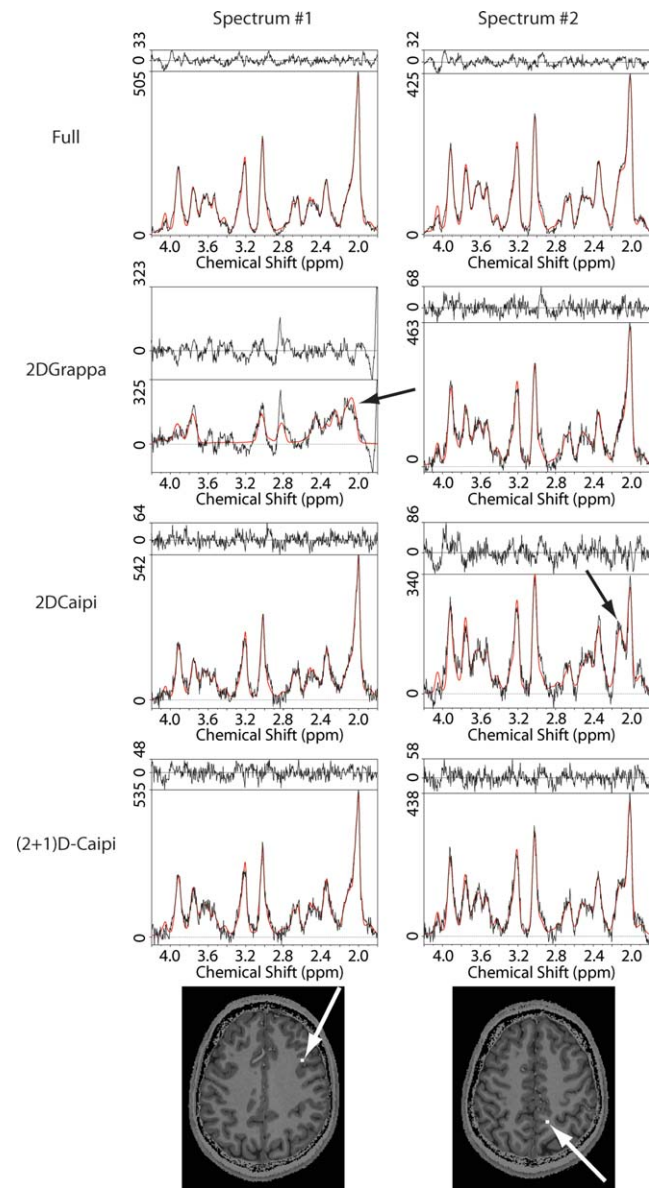 Spectrum #1 Spectrum #2
Full
33
0
505
0
4.0 3.6 3.2 2.8 2.4 2.0
Chemical Shift (ppm)
32
0
425
0
4.0 3.6 3.2 2.8 2.4 2.0
Chemical Shift (ppm)
2DGrappa
323
0
325
0
4.0 3.6 3.2 2.8 2.4 2.0
Chemical Shift (ppm)
68
0
463
0
4.0 3.6 3.2 2.8 2.4 2.0
Chemical Shift (ppm)
2DCaipi
64
0
542
0
4.0 3.6 3.2 2.8 2.4 2.0
Chemical Shift (ppm)
86
0
340
0
4.0 3.6 3.2 2.8 2.4 2.0
Chemical Shift (ppm)
(2+1)D-Caipi
48
0
535
0
4.0 3.6 3.2 2.8 2.4 2.0
Chemical Shift (ppm)
58
0
438
0
4.0 3.6 3.2 2.8 2.4 2.0
Chemical Shift (ppm)